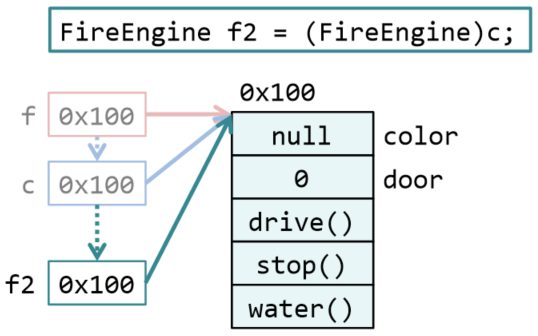 FireEngine f2 = (FireEngine)c;
0x100
f 0x100
null color
c 0x100
0 door
drive()
stop()
f2 0x100
water()